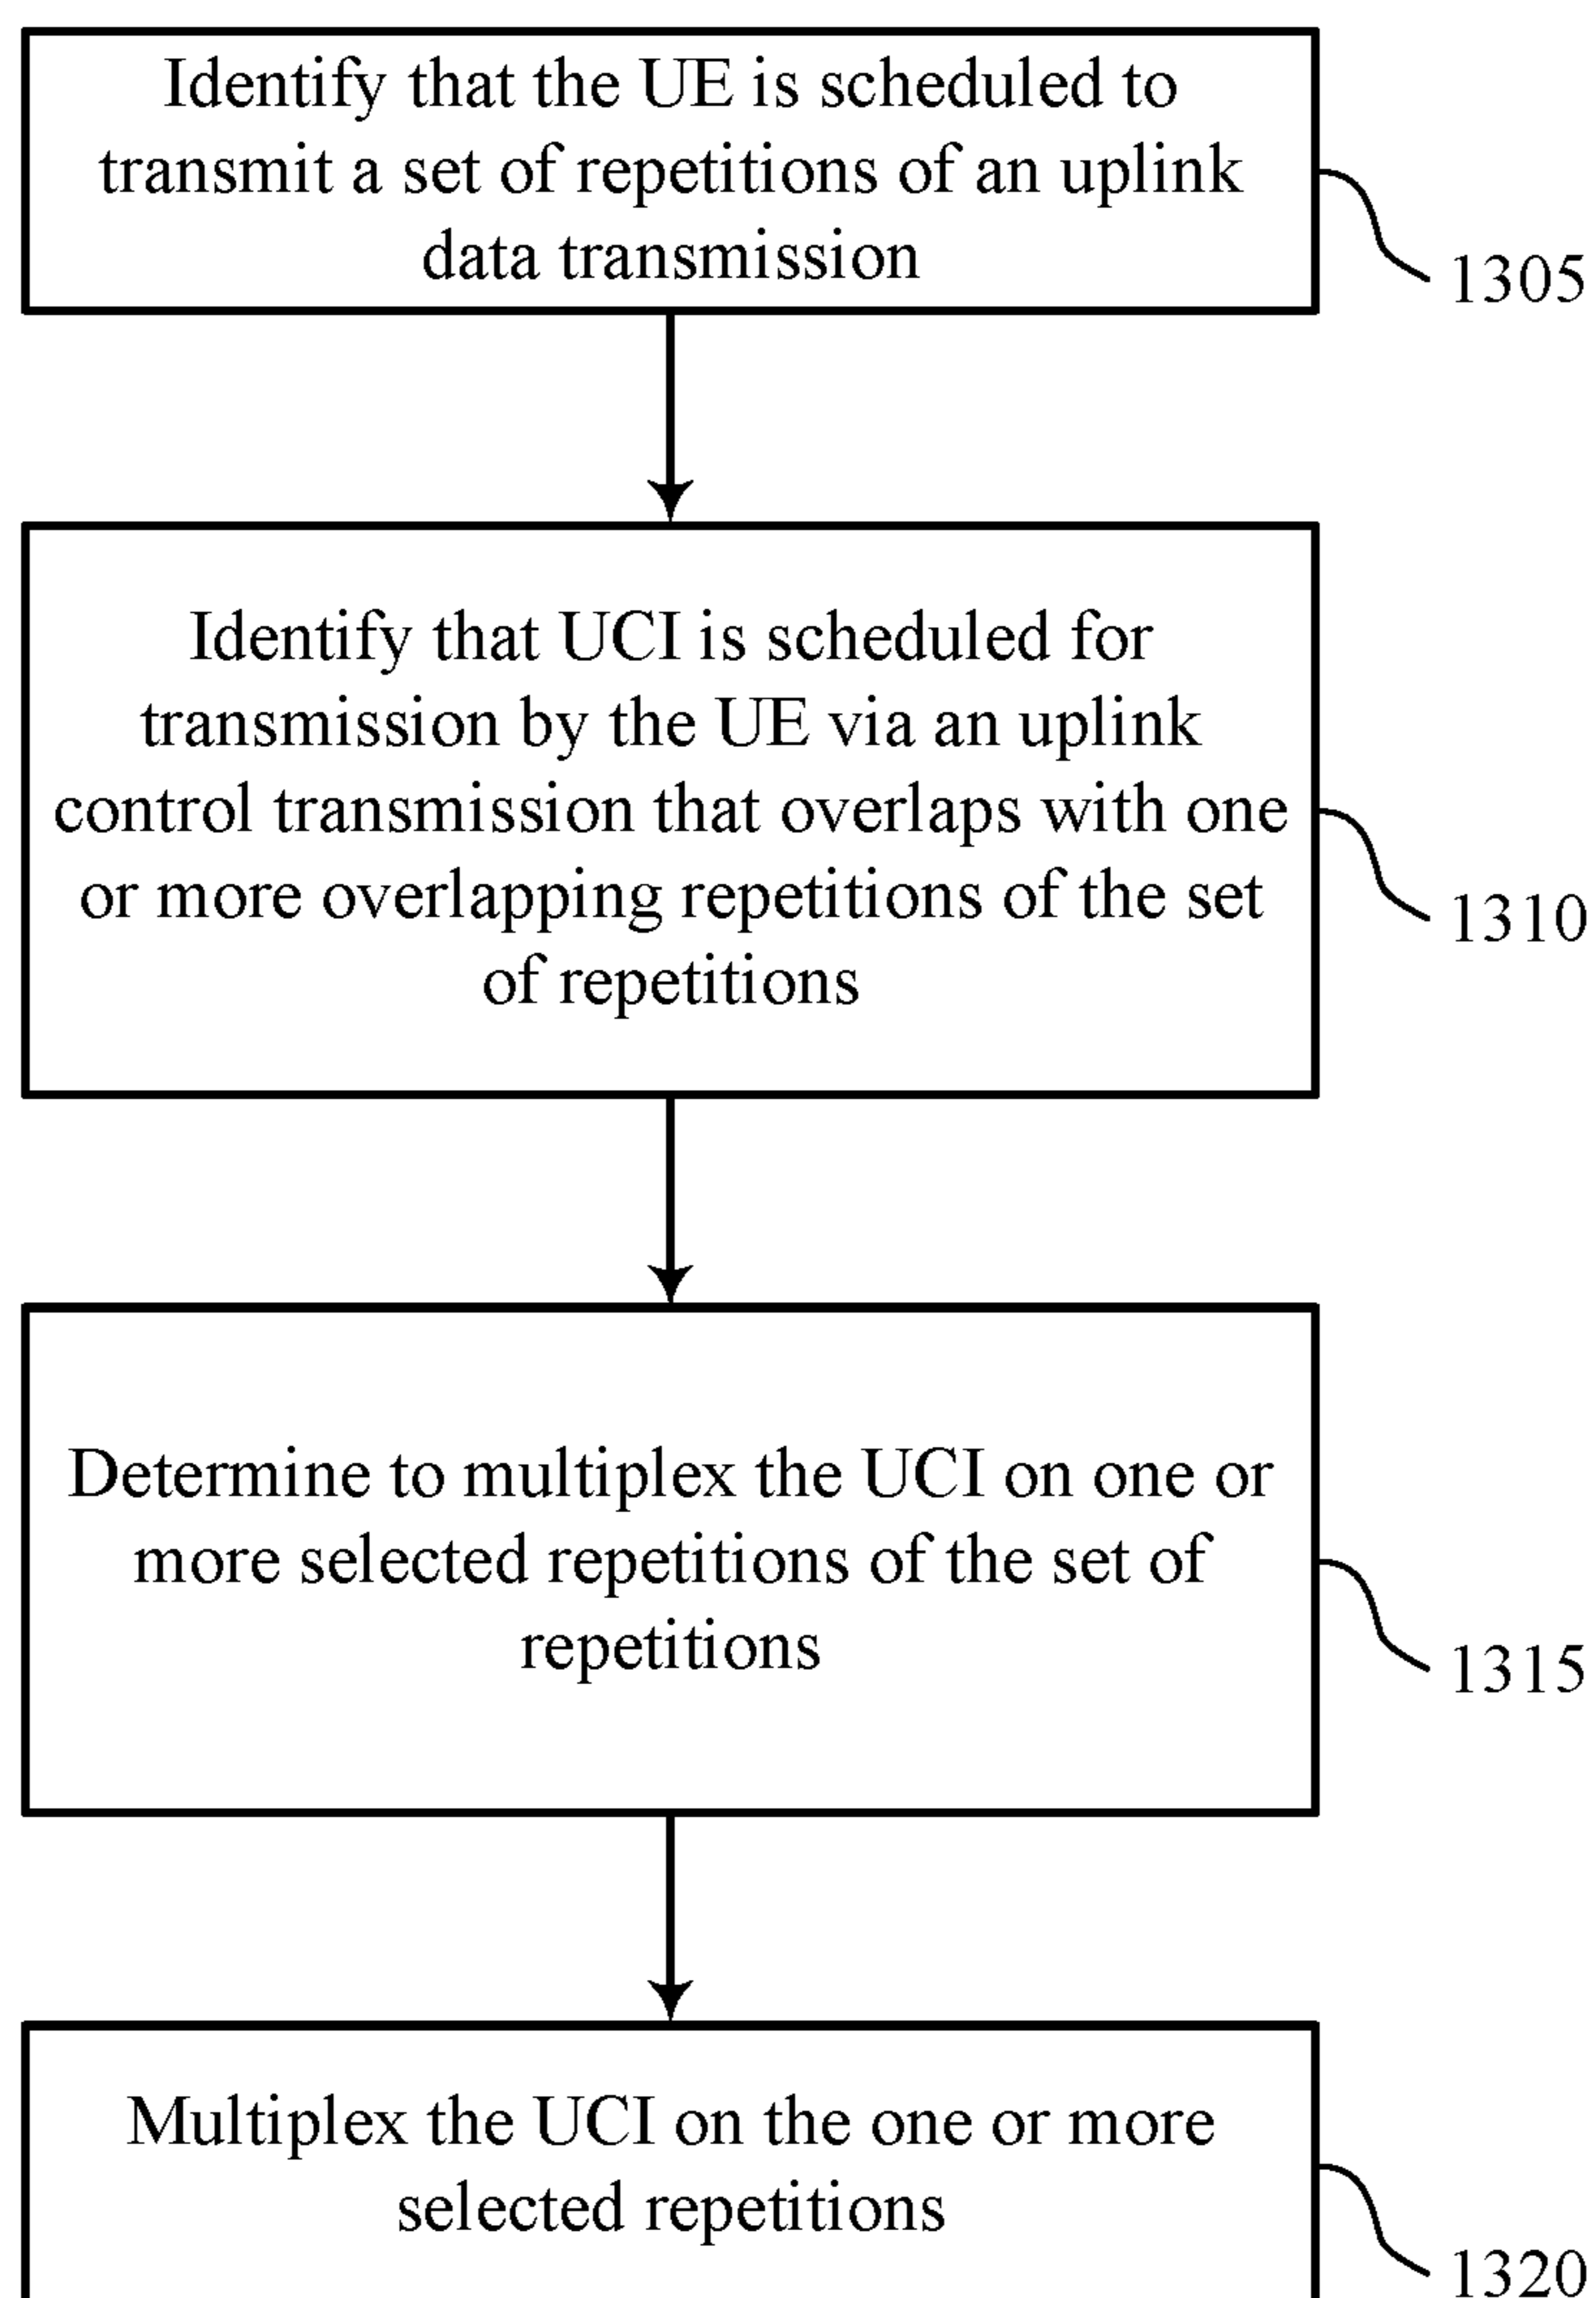 Identify that the UE is scheduled to
transmit a set of repetitions of an uplink
data transmission
1305
Identify that UCI is scheduled for
transmission by the UE via an uplink
control transmission that overlaps with one
or more overlapping repetitions of the set
of repetitions
1310
Determine to multiplex the UCI on one or
more selected repetitions of the set of
repetitions
1315
Multiplex the UCI on the one or more
selected repetitions
1320